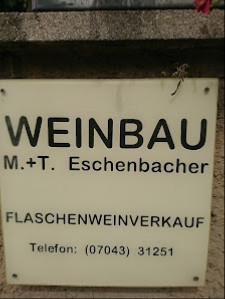 WEINBAU
M.+T. Eschenbacher
FLASCHENWEINVERKAUF
Telefon: (07043) 31251